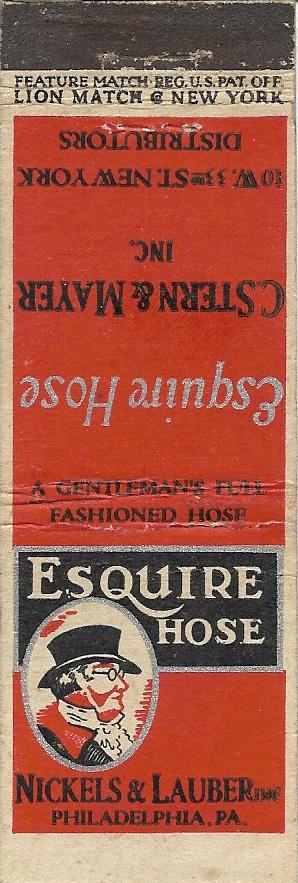 FEATURE MATCH REG. U.S. PAT. OFF.
LION MATCH Co NEW YORK
Esquire Hose
C. STERN & MAYER
INC.
10 W. 33RD ST. NEW YORK
DISTRIBUTORS
A GENTLEMAN'S FULL
FASHIONED HOSE
ESQUIRE
HOSE
NICKELS & LAUBER INC
PHILADELPHIA, PA.